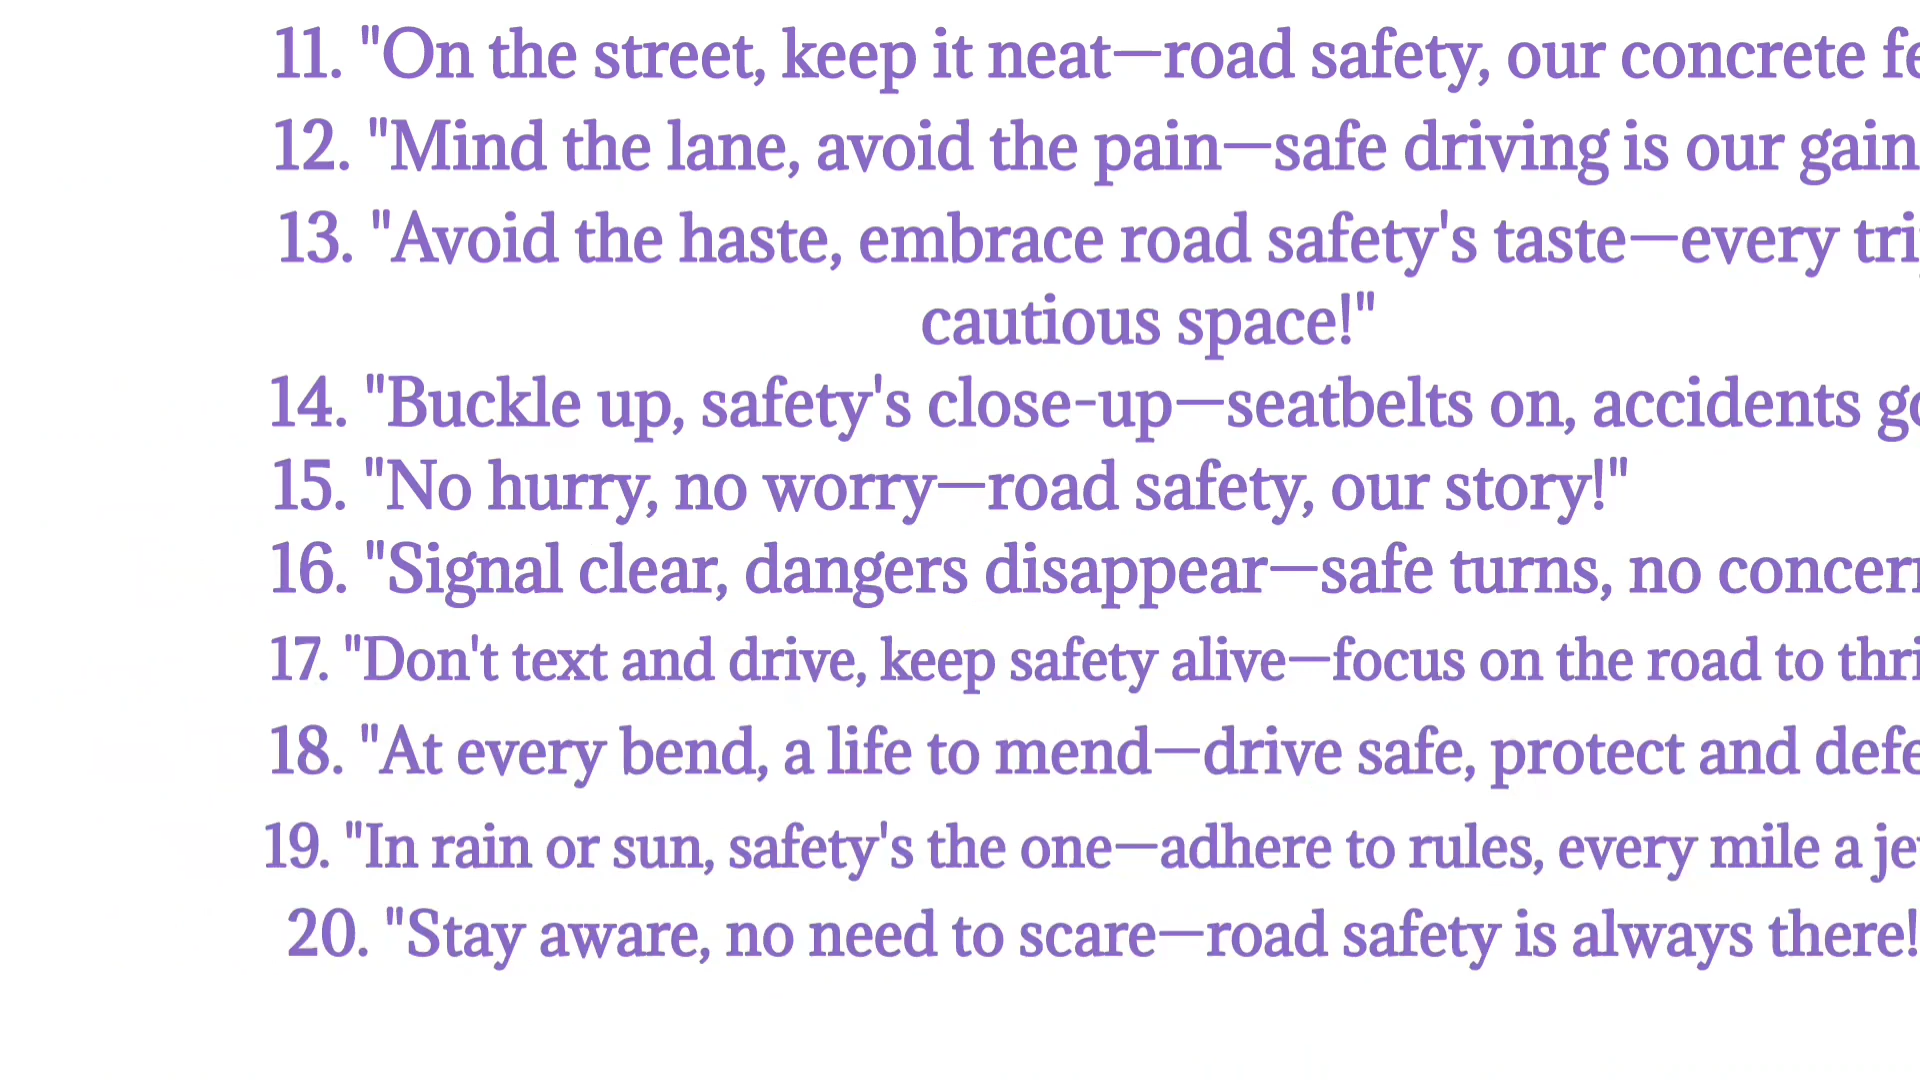 11. "On the street, keep it neat—road safety, our concrete
12. "Mind the lane, avoid the pain—safe driving is our gain
13. "Avoid the haste, embrace road safety's taste—every
cautious space!"
14. "Buckle up, safety's close-up—seatbelts on, accidents
15. "No hurry, no worry—road safety, our story!"
16. "Signal clear, dangers disappear—safe turns, no
17. "Don't text and drive, keep safety alive—focus on the road to
18. "At every bend, a life to mend—drive safe, protect and
19. "In rain or sun, safety's the one—adhere to rules, every mile a
20. "Stay aware, no need to scare—road safety is always there!